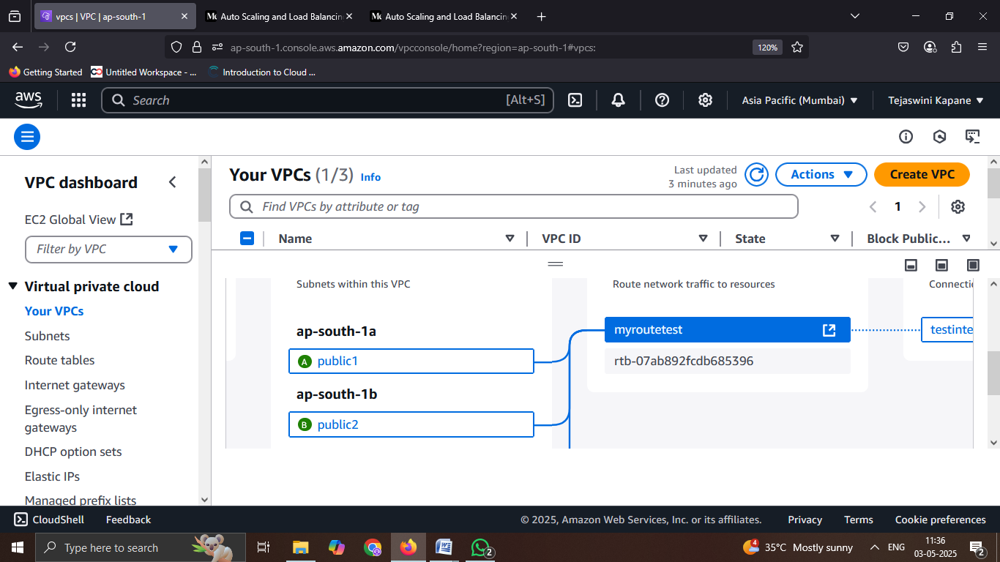 vpcs | VPC | ap-south-1
Auto Scaling and Load Balancin
Auto Scaling and Load Balancin
ap-south-1.console.aws.amazon.com/vpcconsole/home?region=ap-south-1#vpcs:
120%
Getting Started
Untitled Workspace - ...
Introduction to Cloud ...
aws
Search
[Alt+S]
Asia Pacific (Mumbai)
Tejaswini Kapane
VPC dashboard
EC2 Global View
Filter by VPC
Virtual private cloud
Your VPCs
Subnets
Route tables
Internet gateways
Egress-only internet
gateways
DHCP option sets
Elastic IPs
Managed prefix lists
Your VPCs (1/3) Info
Last updated
3 minutes ago
Actions
Create VPC
Find VPCs by attribute or tag
1
Name
VPC ID
State
Block Public...
Subnets within this VPC
Route network traffic to resources
Connectio
ap-south-1a
A public1
ap-south-1b
B public2
myroutetest
rtb-07ab892fcdb685396
testinte
CloudShell
Feedback
© 2025, Amazon Web Services, Inc. or its affiliates.
Privacy
Terms
Cookie preferences
Type here to search
2
4
35°C Mostly sunny
ENG
11:36
03-05-2025
2